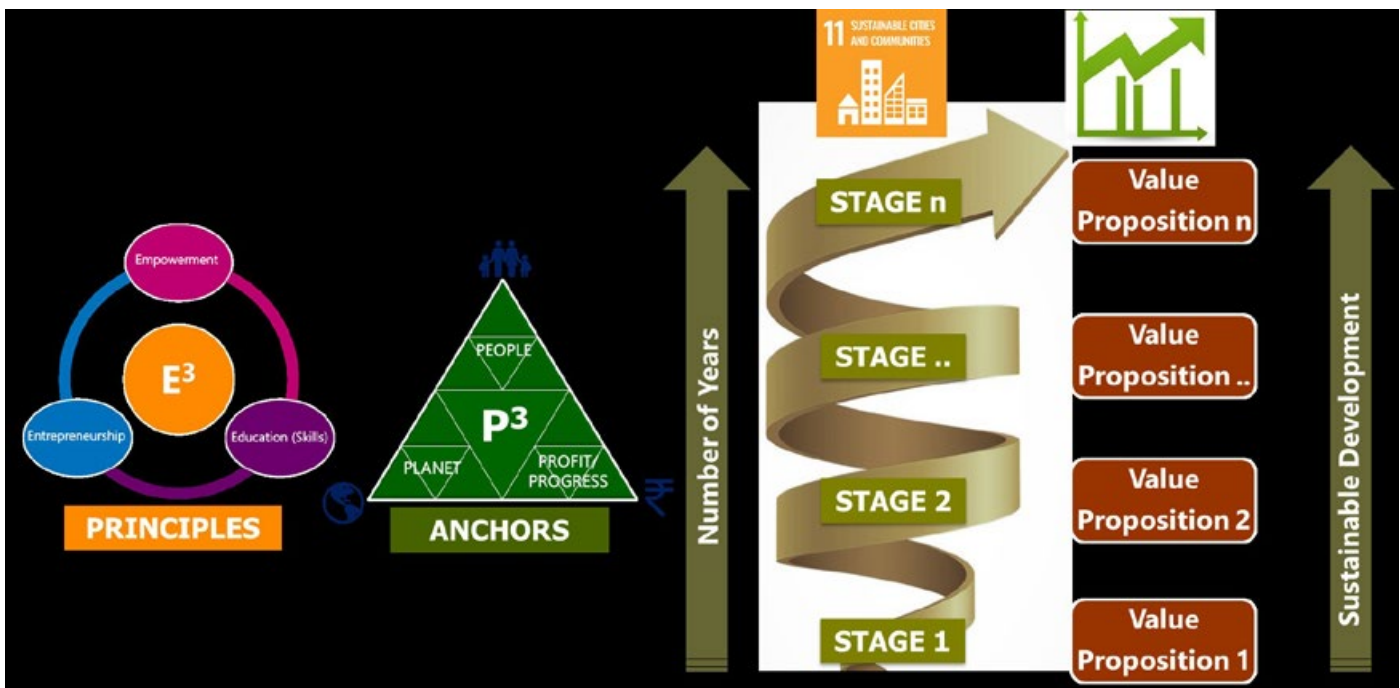 Empowerment
E³
Entrepreneurship
Education (Skills)
PRINCIPLES
PEOPLE
P³
PLANET
PROFIT/
PROGRESS
₹
ANCHORS
Number of Years
11 SUSTAINABLE CITIES
AND COMMUNITIES
STAGE n
STAGE ..
STAGE 2
STAGE 1
Value
Proposition n
Value
Proposition ..
Value
Proposition 2
Value
Proposition 1
Sustainable Development